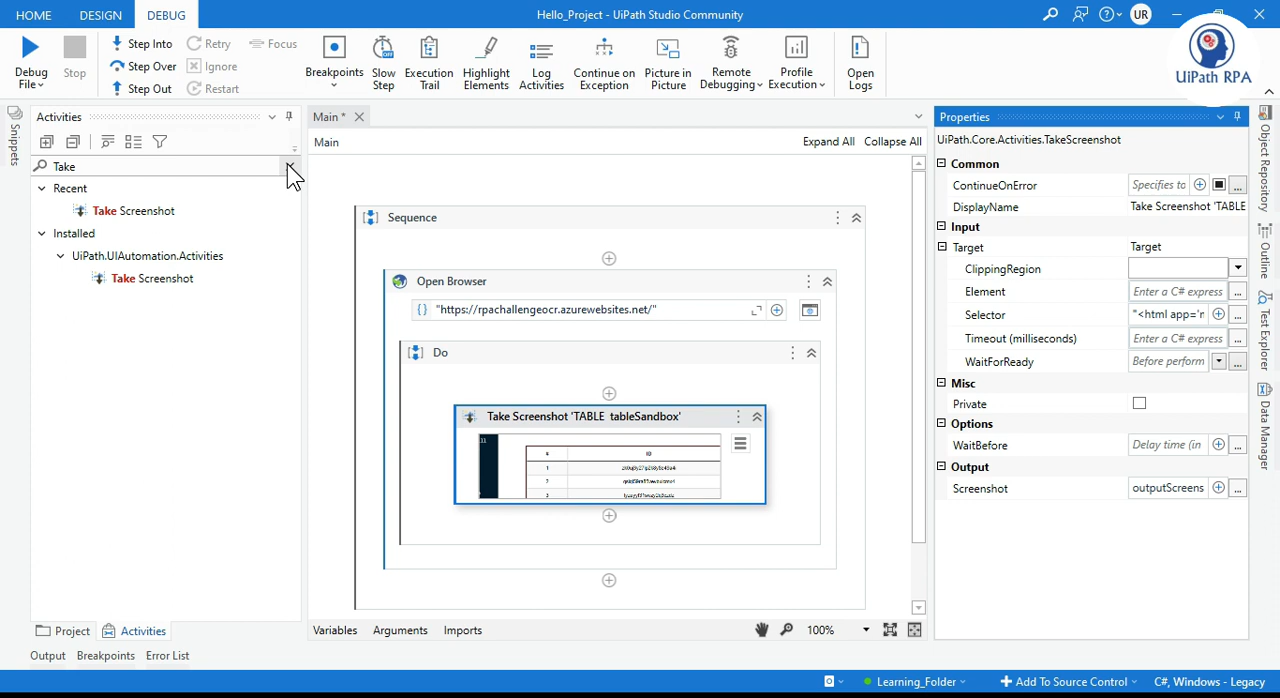 HOME DESIGN DEBUG Hello_Project - UiPath Studio Community UR
Debug File
Stop
Step Into
Step Over
Step Out
Retry
Ignore
Restart
Focus
Breakpoints
Slow Step
Execution Trail
Highlight Elements
Log Activities
Continue on Exception
Picture in Picture
Remote Debugging
Profile Execution
Open Logs
UiPath RPA
Snippets
Activities
Take
Recent
Take Screenshot
Installed
UiPath.UIAutomation.Activities
Take Screenshot
Main *
Main Expand All Collapse All
Sequence
Open Browser
{} "https://rpachallengeocr.azurewebsites.net/"
Do
Take Screenshot 'TABLE tableSandbox'
# ID
1
2
3
Properties
UiPath.Core.Activities.TakeScreenshot
Common
ContinueOnError Specifies to ...
DisplayName Take Screenshot 'TABLE
Input
Target Target
ClippingRegion
Element Enter a C# express ...
Selector "<html app='r ...
Timeout (milliseconds) Enter a C# express ...
WaitForReady Before perform ...
Misc
Private
Options
WaitBefore Delay time (in ...
Output
Screenshot outputScreens ...
Object Repository
Outline
Test Explorer
Data Manager
Project Activities
Variables Arguments Imports 100%
Output Breakpoints Error List
Learning_Folder Add To Source Control C#, Windows - Legacy